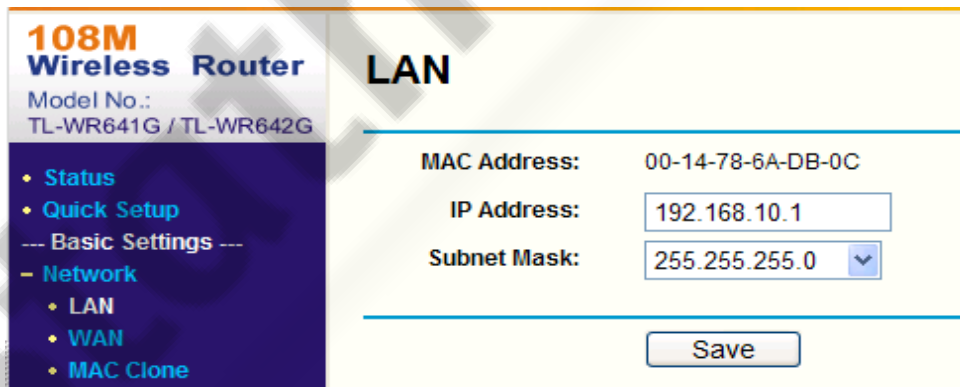 108M
Wireless Router
Model No.:
TL-WR641G / TL-WR642G
• Status
• Quick Setup
--- Basic Settings ---
– Network
• LAN
• WAN
• MAC Clone
LAN
MAC Address: 00-14-78-6A-DB-0C
IP Address: 192.168.10.1
Subnet Mask: 255.255.255.0
Save